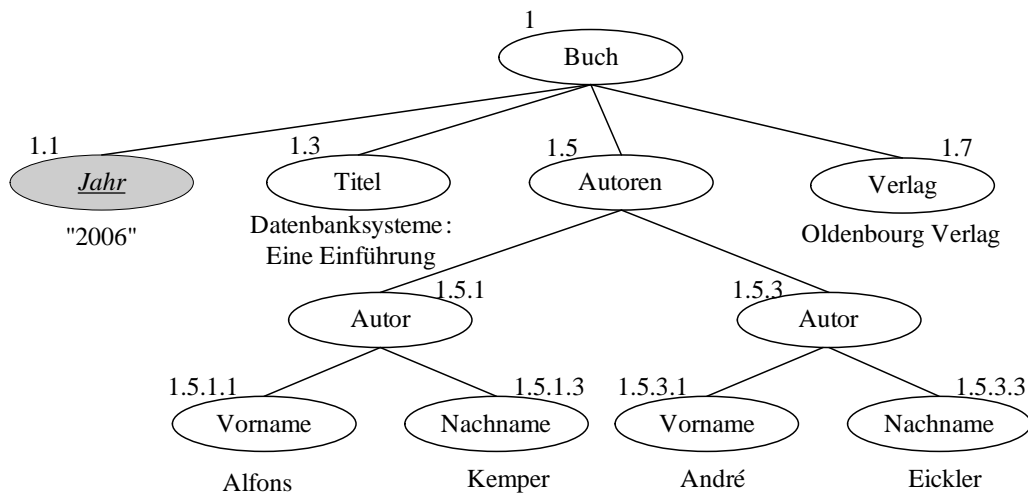 1
Buch
1.1
1.3
1.5
1.7
Jahr
Titel
Autoren
Verlag
"2006"
Datenbanksysteme:
Eine Einführung
Oldenbourg Verlag
1.5.1
1.5.3
Autor
Autor
1.5.1.1
1.5.1.3
1.5.3.1
1.5.3.3
Vorname
Nachname
Vorname
Nachname
Alfons
Kemper
André
Eickler